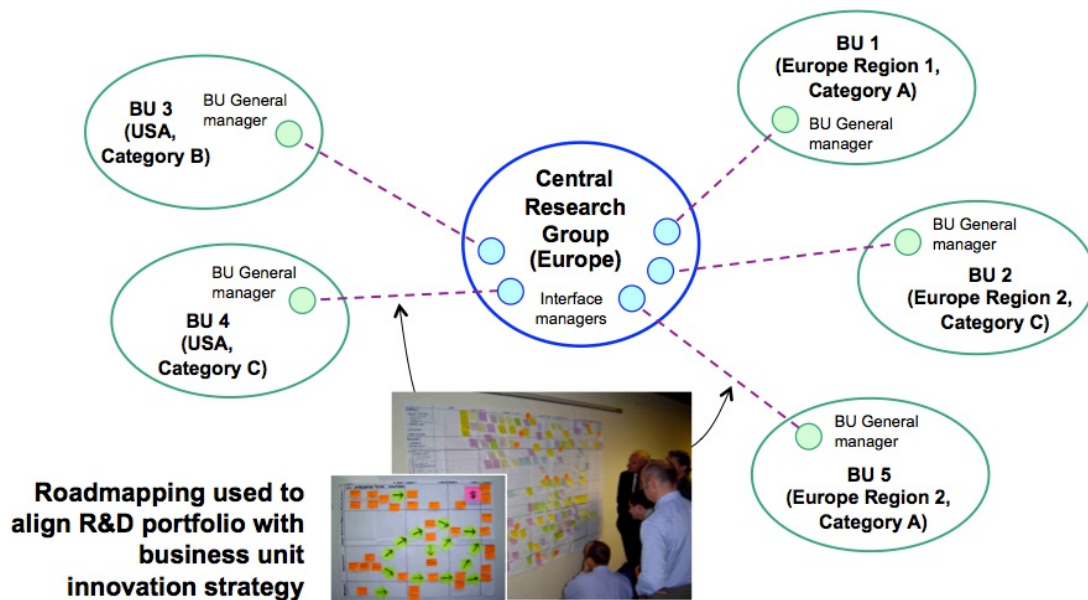 BU 1
(Europe Region 1,
Category A)
BU General
manager
BU 3
(USA,
Category B)
BU General
manager
Central
Research
Group
(Europe)
Interface
managers
BU General
manager
BU 2
(Europe Region 2,
Category C)
BU General
manager
BU 4
(USA,
Category C)
BU General
manager
BU 5
(Europe Region 2,
Category A)
Roadmapping used to
align R&D portfolio with
business unit
innovation strategy
$